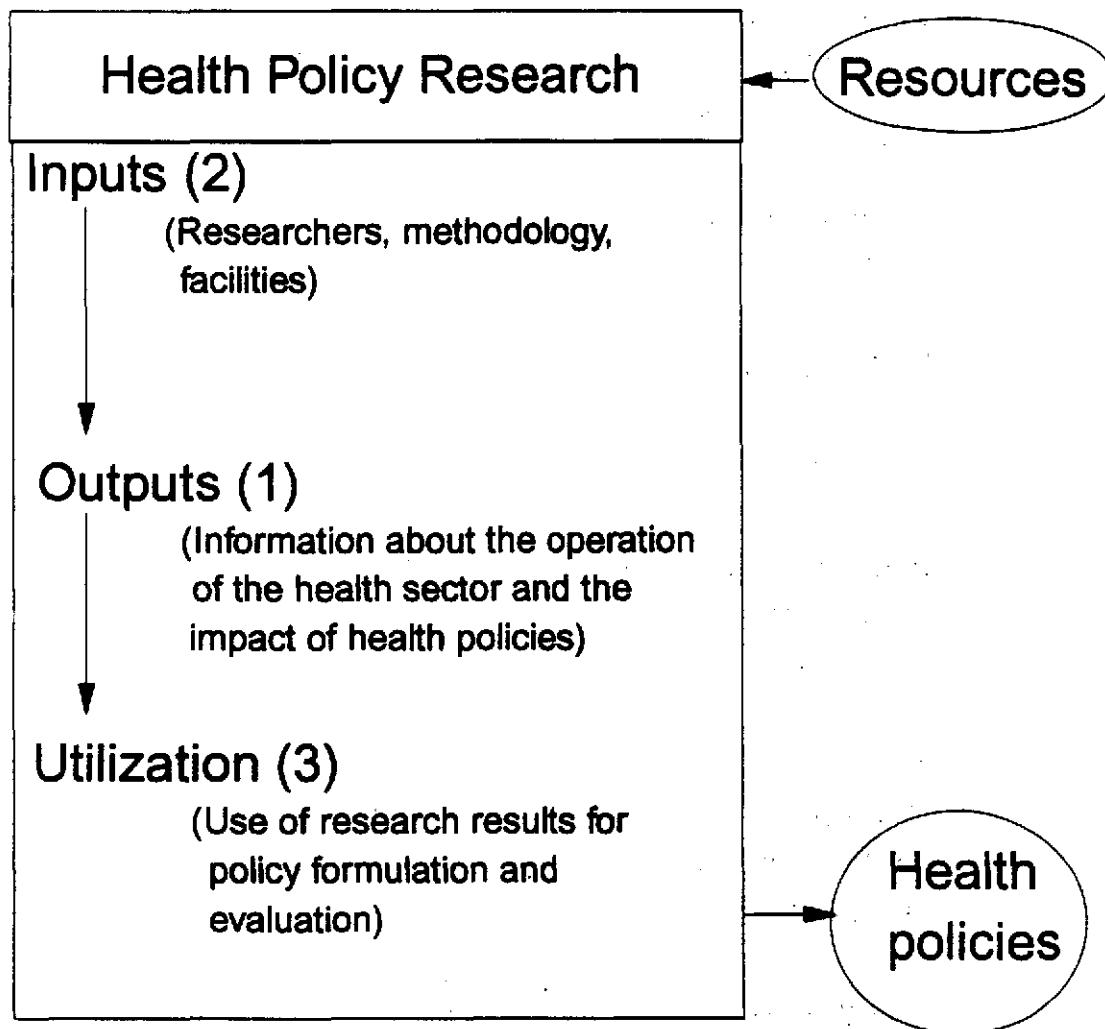 Health Policy Research
Resources
Inputs (2)
(Researchers, methodology,
facilities)
Outputs (1)
(Information about the operation
of the health sector and the
impact of health policies)
Utilization (3)
(Use of research results for
policy formulation and
evaluation)
Health
policies